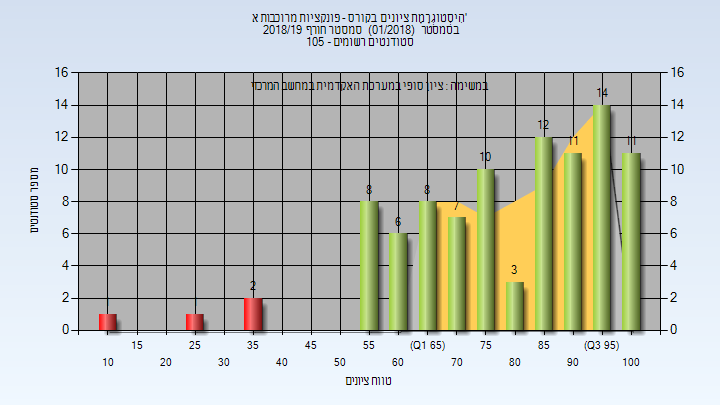 היסטוגרמת ציונים בקורס - פונקציות מרוכבות א'
בסמסטר (01/2018) סמסטר חורף 2018/19
סטודנטים רשומים - 105
במשימה : ציון סופי במערכת האקדמית במחשב המרכזי
מספר סטודנטים
16 16
14 14
12 12
10 10
8 8
6 6
4 4
2 2
0 0
1 1 2 8 6 8 7 10 3 12 11 14 11
15 25 35 45 55 (Q1 65) 75 85 (Q3 95)
10 20 30 40 50 60 70 80 90 100
טווח ציונים